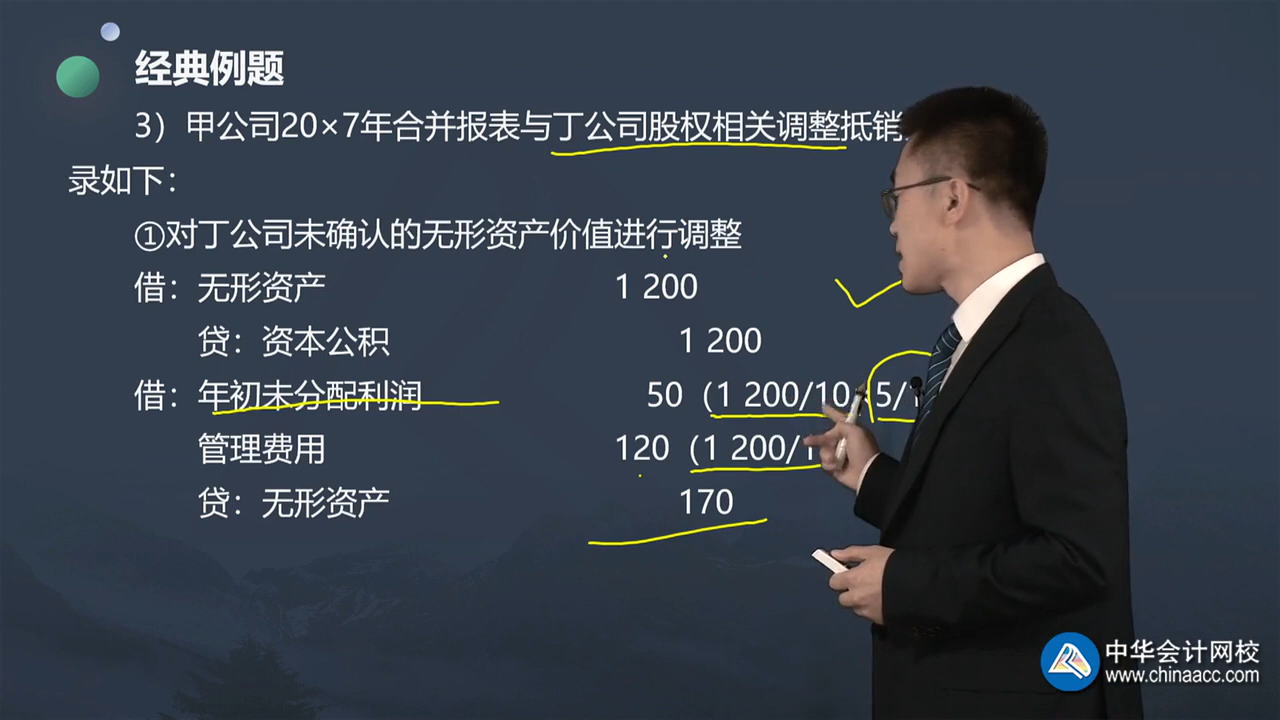 经典例题
3）甲公司20×7年合并报表与丁公司股权相关调整抵销
录如下：
①对丁公司未确认的无形资产价值进行调整
借：无形资产 1 200
贷：资本公积 1 200
借：年初未分配利润 50（1 200/10 5/1
管理费用 120（1 200/1
贷：无形资产 170
中华会计网校
www.chinaacc.com